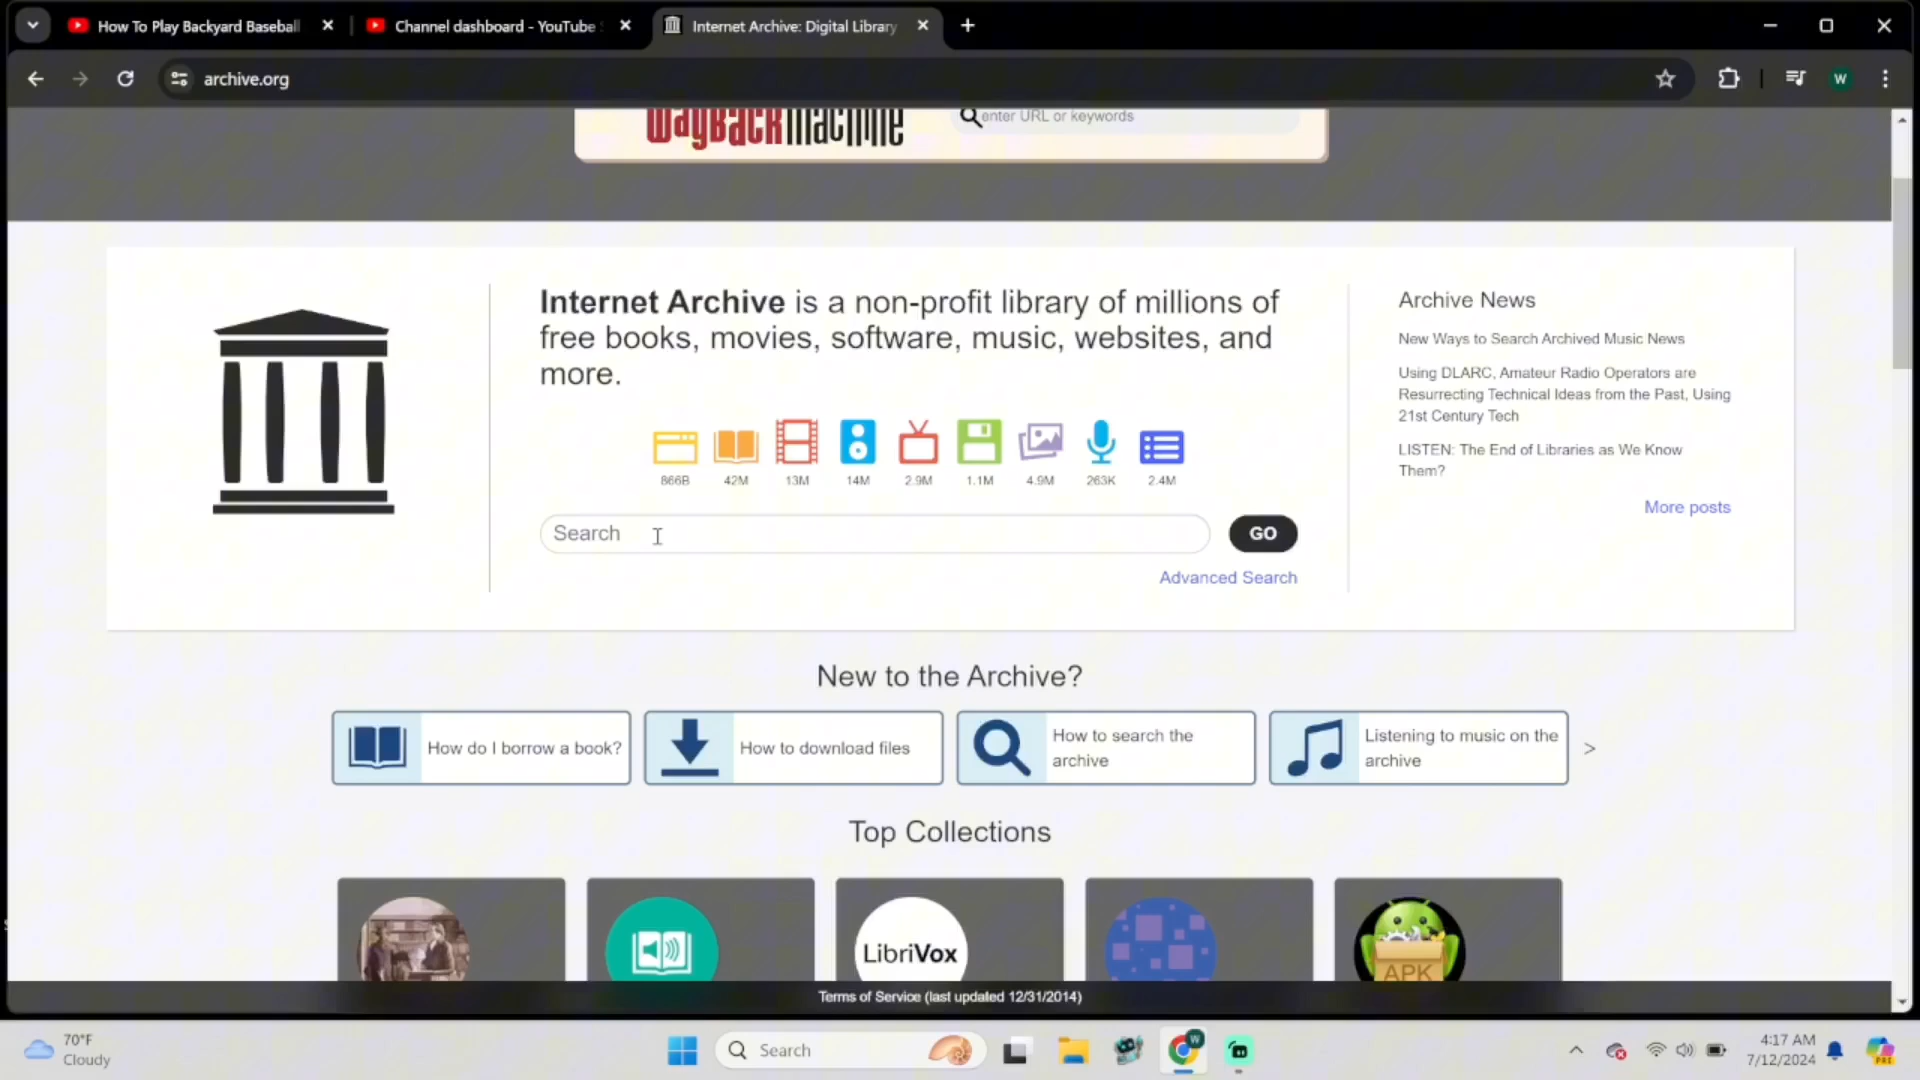 How To Play Backyard Basebal
Channel dashboard - YouTube
Internet Archive: Digital Library
archive.org
W
WayBackMachine
enter URL or keywords
Internet Archive is a non-profit library of millions of
free books, movies, software, music, websites, and
more.
866B 42M 13M 14M 2.9M 1.1M 4.9M 263K 2.4M
Search
GO
Advanced Search
Archive News
New Ways to Search Archived Music News
Using DLARC, Amateur Radio Operators are
Resurrecting Technical Ideas from the Past, Using
21st Century Tech
LISTEN: The End of Libraries as We Know
Them?
More posts
New to the Archive?
How do I borrow a book?
How to download files
How to search the
archive
Listening to music on the
archive
>
Top Collections
LibriVox
APK
Terms of Service (last updated 12/31/2014)
70°F
Cloudy
Search
W
4:17 AM
7/12/2024
PRE